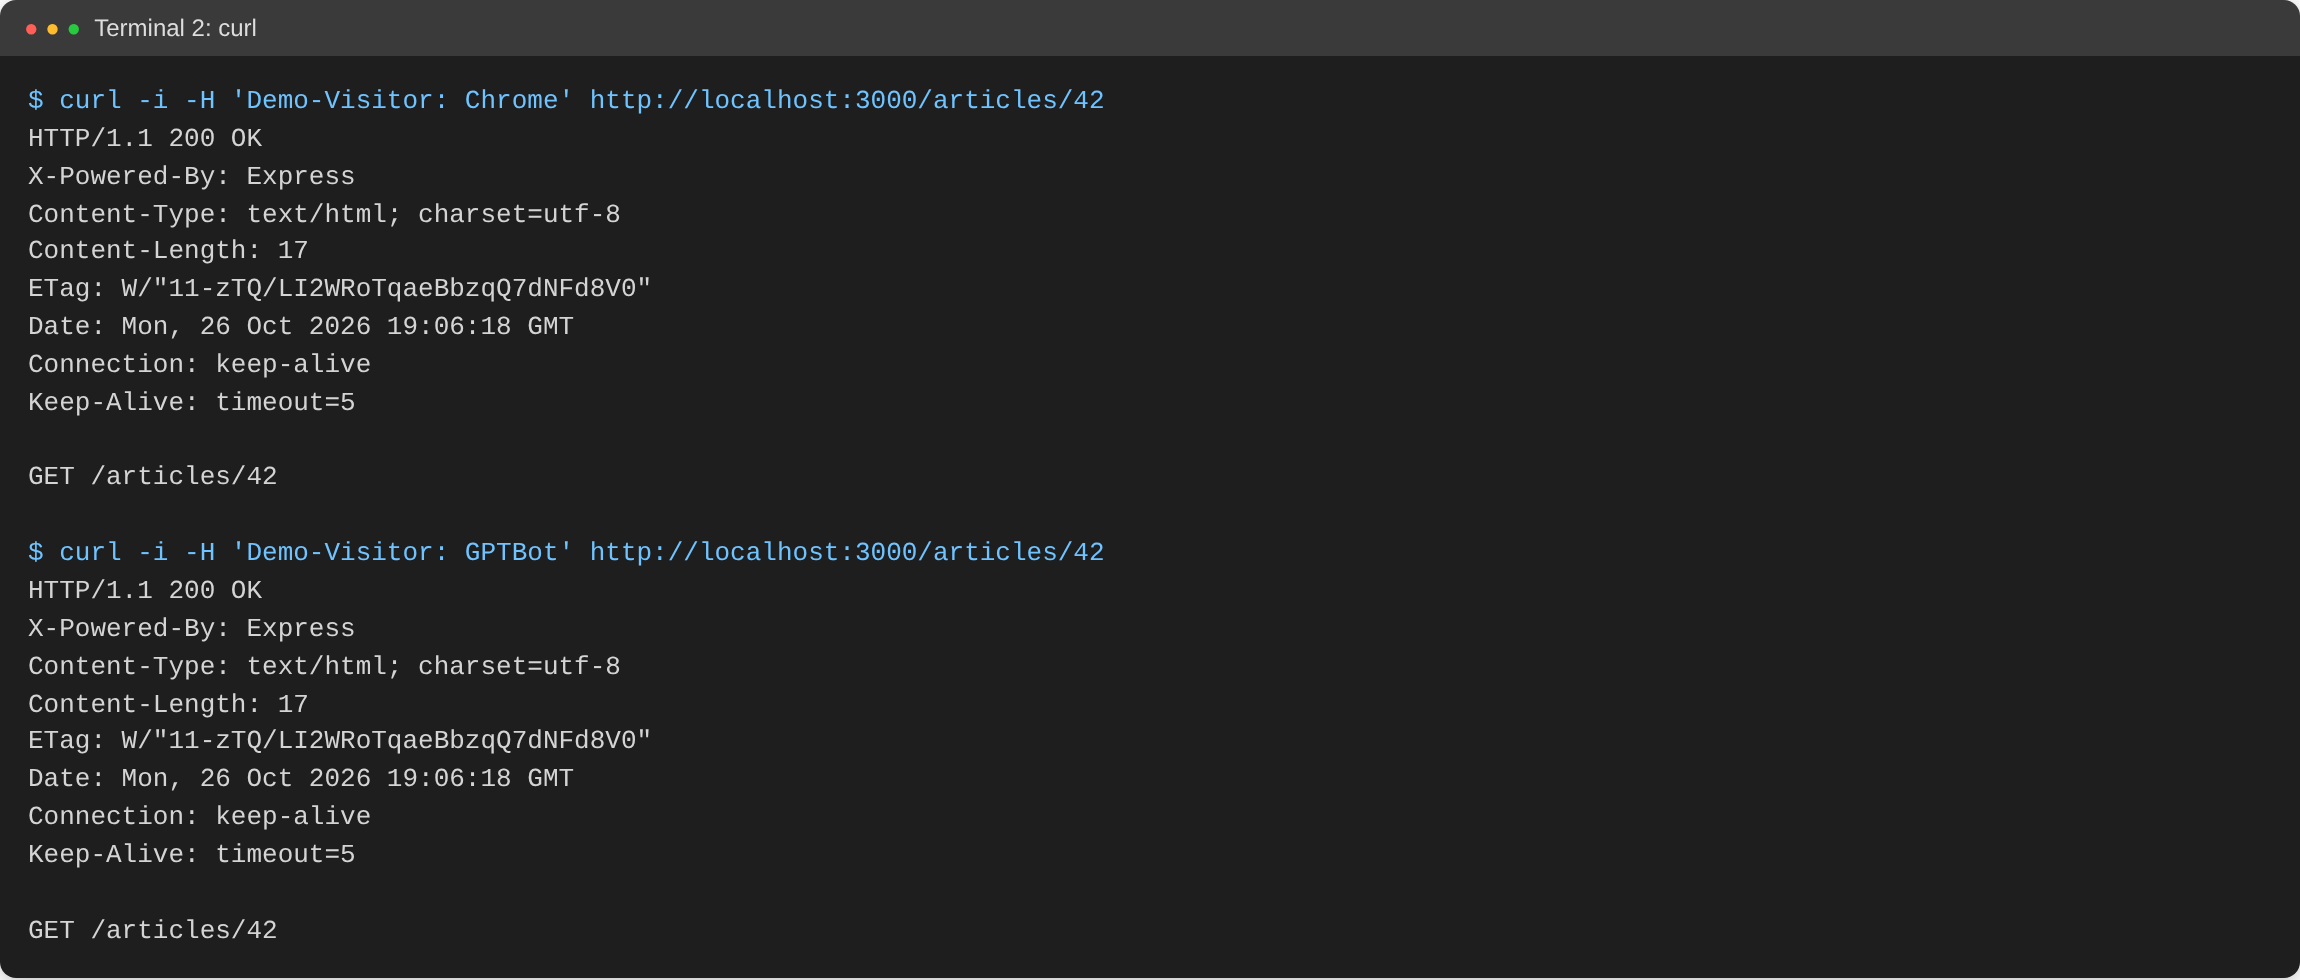 Terminal 2: curl
$ curl -i -H 'Demo-Visitor: Chrome' http://localhost:3000/articles/42
HTTP/1.1 200 OK
X-Powered-By: Express
Content-Type: text/html; charset=utf-8
Content-Length: 17
ETag: W/"11-zTQ/LI2WRoTqaeBbzqQ7dNFd8V0"
Date: Mon, 26 Oct 2026 19:06:18 GMT
Connection: keep-alive
Keep-Alive: timeout=5
GET /articles/42
$ curl -i -H 'Demo-Visitor: GPTBot' http://localhost:3000/articles/42
HTTP/1.1 200 OK
X-Powered-By: Express
Content-Type: text/html; charset=utf-8
Content-Length: 17
ETag: W/"11-zTQ/LI2WRoTqaeBbzqQ7dNFd8V0"
Date: Mon, 26 Oct 2026 19:06:18 GMT
Connection: keep-alive
Keep-Alive: timeout=5
GET /articles/42